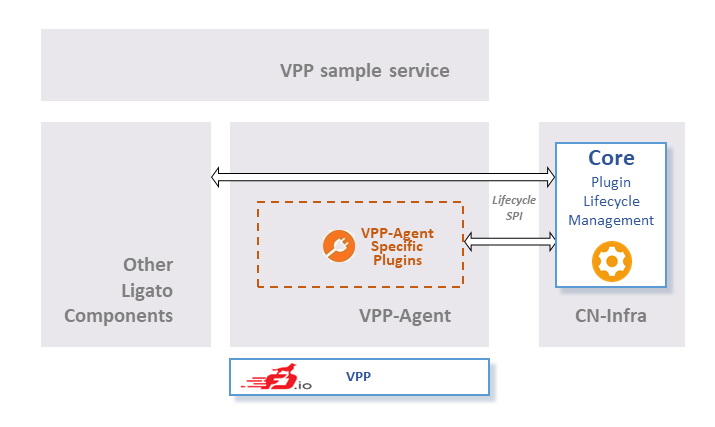 VPP sample service
Core
Plugin
Lifecycle
Management
Lifecycle
SPI
VPP-Agent
Specific
Plugins
Other
Ligato
Components
VPP-Agent
CN-Infra
.io
VPP